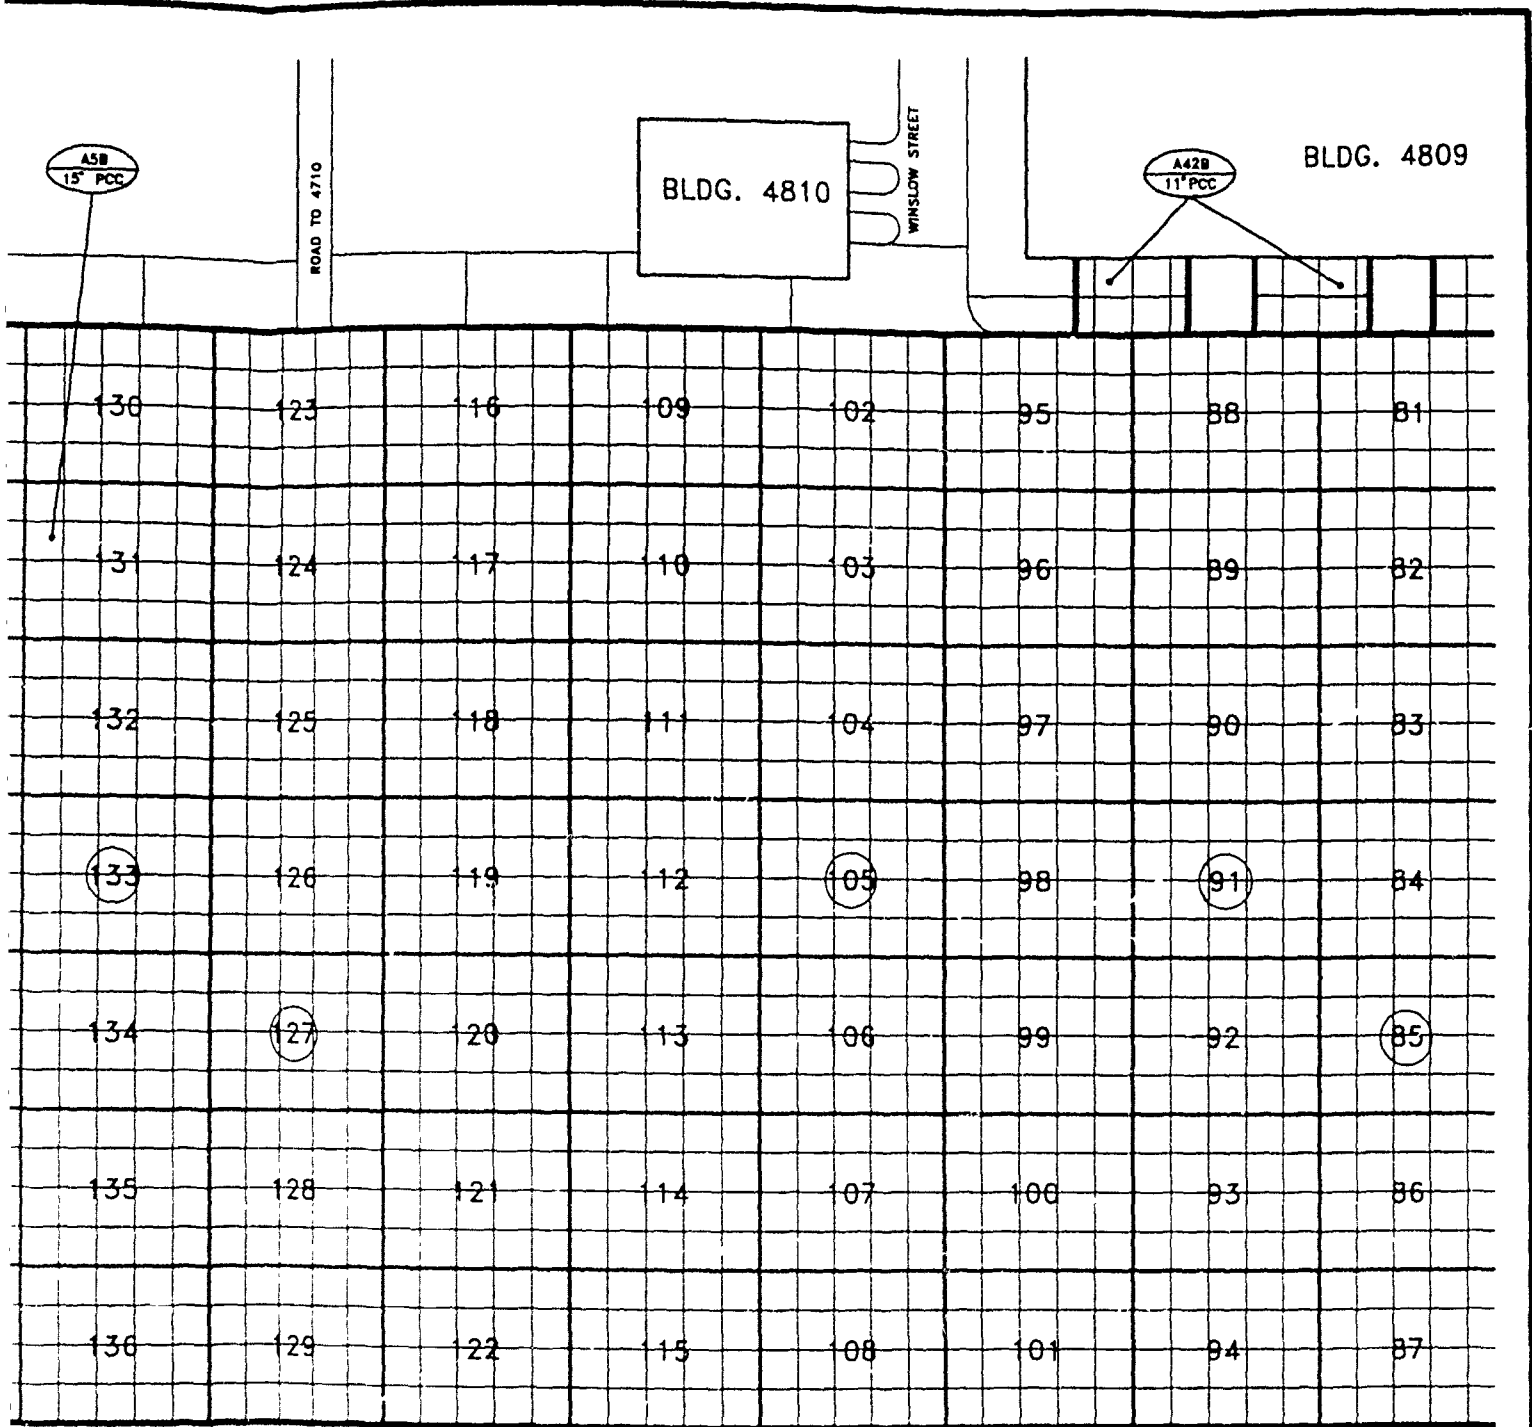 A5B
15" PCC
ROAD TO 4710
BLDG. 4810
WINSLOW STREET
A42B
11" PCC
BLDG. 4809
130 123 116 109 102 95 88 81
131 124 117 110 103 96 89 82
132 125 118 111 104 97 90 83
133 126 119 112 105 98 91 84
134 127 120 113 106 99 92 85
135 128 121 114 107 100 93 86
136 129 122 115 108 101 94 87